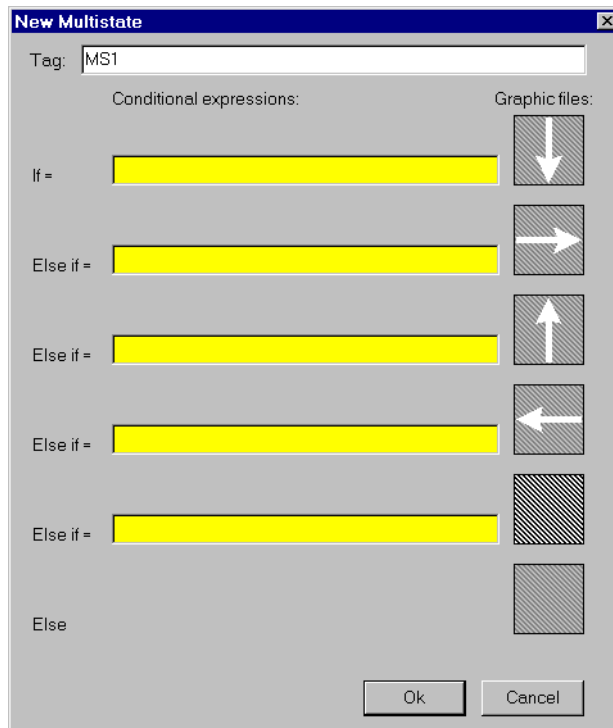 New Multistate
Tag: MS1
Conditional expressions: Graphic files:
If =
Else if =
Else if =
Else if =
Else if =
Else
Ok Cancel